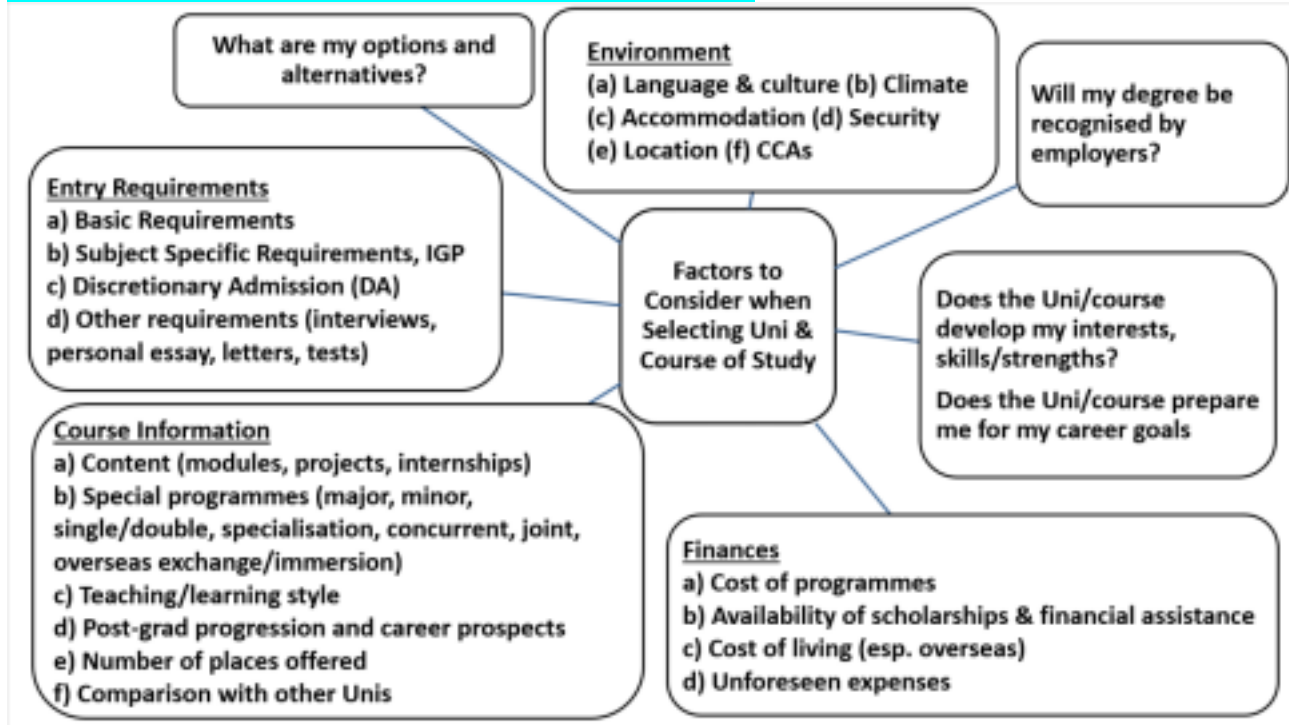 What are my options and
alternatives?
Environment
(a) Language & culture (b) Climate
(c) Accommodation (d) Security
(e) Location (f) CCAs
Will my degree be
recognised by
employers?
Entry Requirements
a) Basic Requirements
b) Subject Specific Requirements, IGP
c) Discretionary Admission (DA)
d) Other requirements (interviews,
personal essay, letters, tests)
Factors to
Consider when
Selecting Uni &
Course of Study
Does the Uni/course
develop my interests,
skills/strengths?
Does the Uni/course prepare
me for my career goals
Course Information
a) Content (modules, projects, internships)
b) Special programmes (major, minor,
single/double, specialisation, concurrent, joint,
overseas exchange/immersion)
c) Teaching/learning style
d) Post-grad progression and career prospects
e) Number of places offered
f) Comparison with other Unis
Finances
a) Cost of programmes
b) Availability of scholarships & financial assistance
c) Cost of living (esp. overseas)
d) Unforeseen expenses